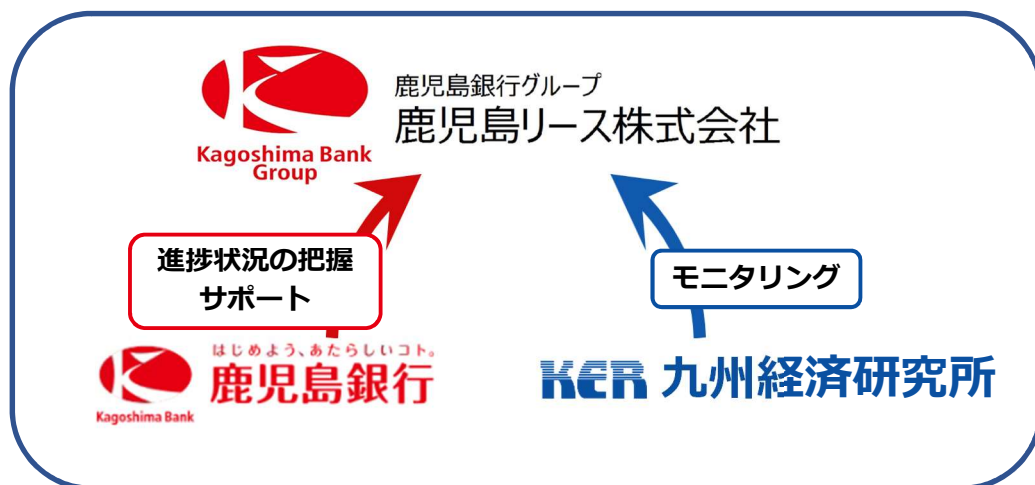 鹿児島銀行グループ
鹿児島リース株式会社
Kagoshima Bank
Group
進捗状況の把握
サポート
モニタリング
はじめよう、あたらしいコト。
鹿児島銀行
Kagoshima Bank
KER 九州経済研究所